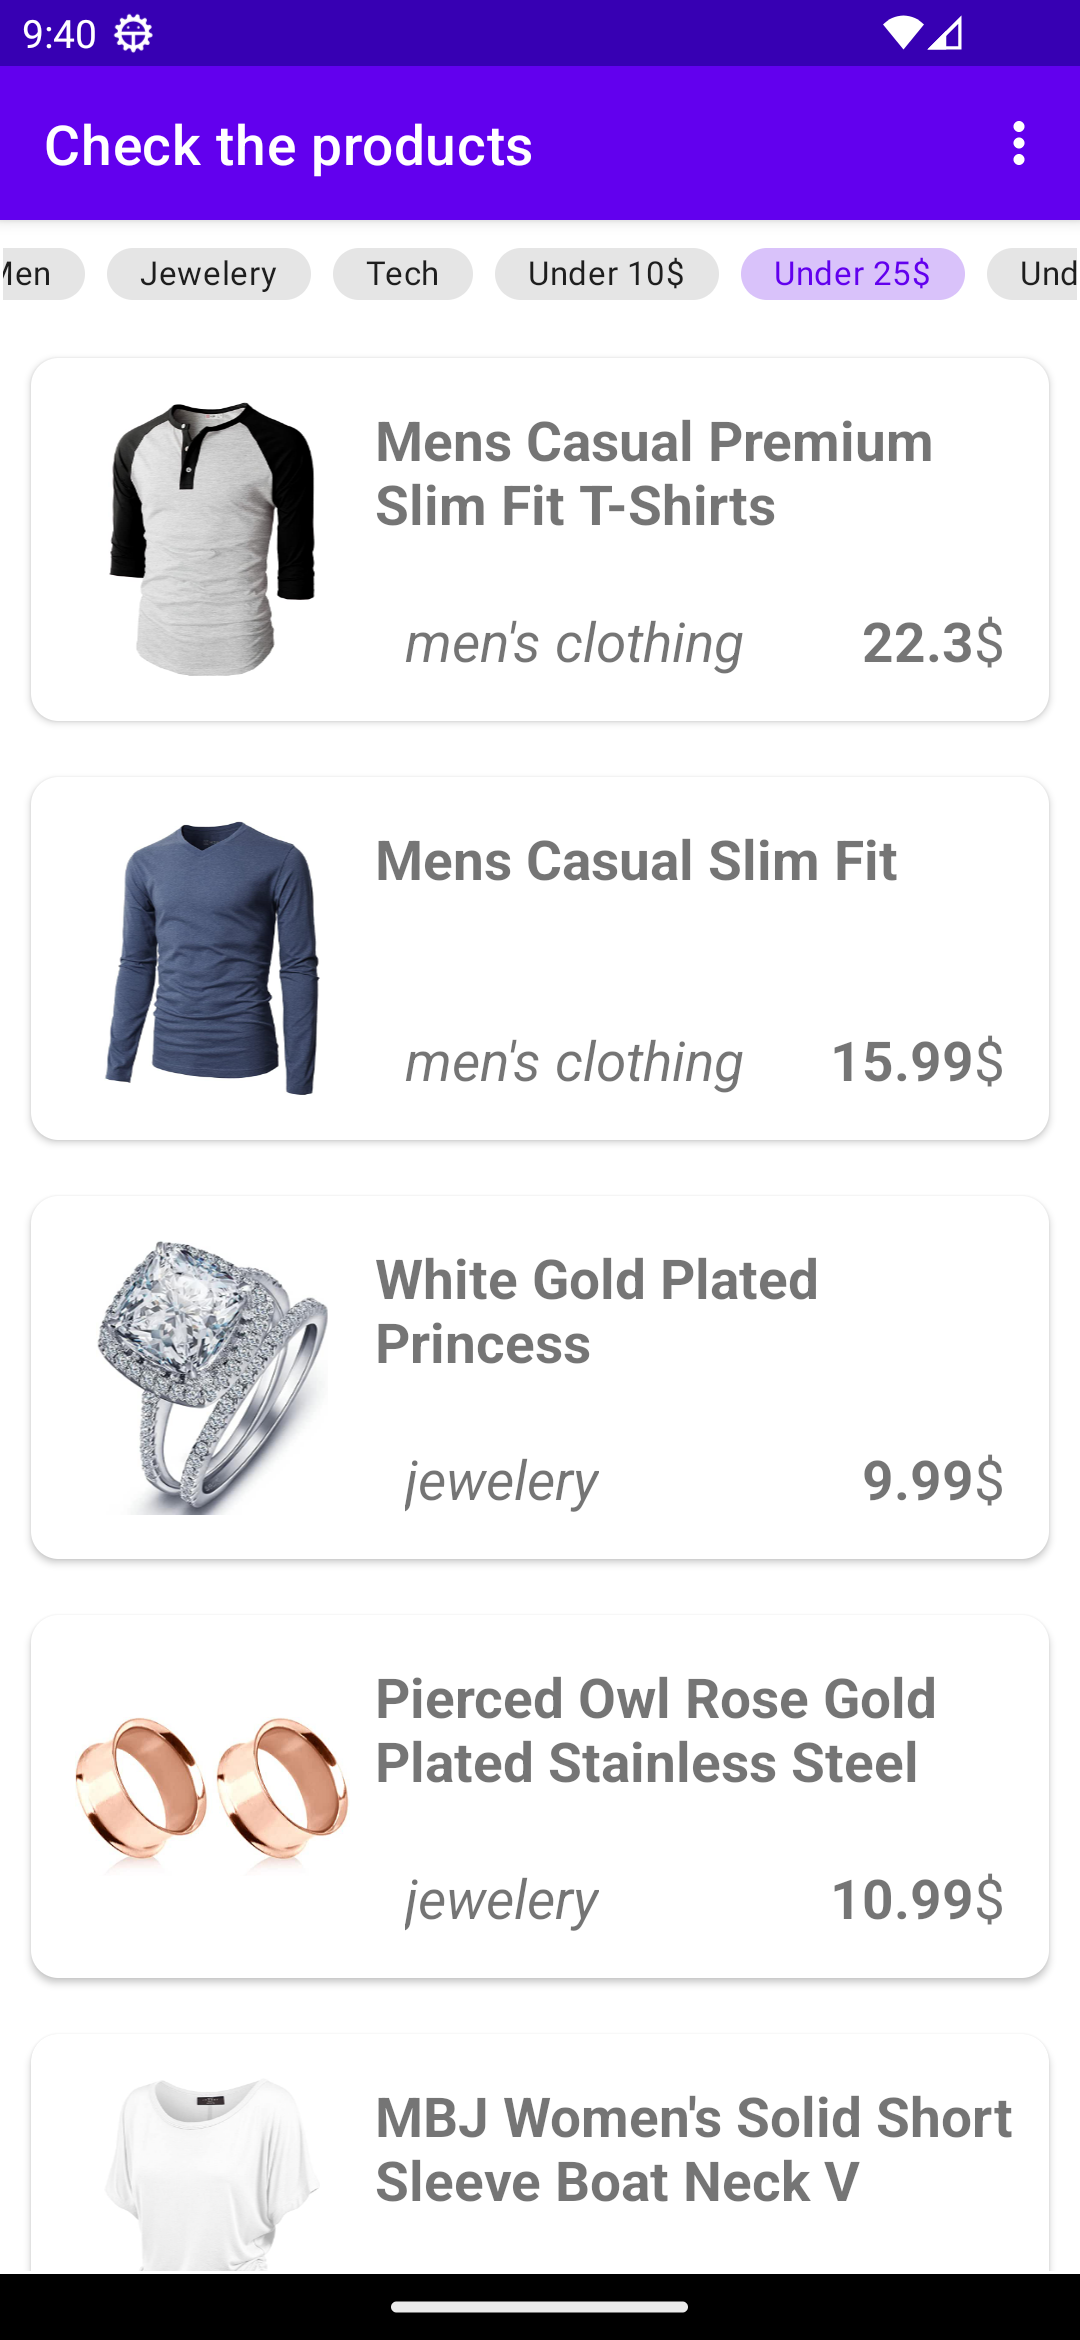 9:40
Check the products
Men Jewelery Tech Under 10$ Under 25$ Und
Mens Casual Premium
Slim Fit T-Shirts
men's clothing 22.3$
Mens Casual Slim Fit
men's clothing 15.99$
White Gold Plated
Princess
jewelery 9.99$
Pierced Owl Rose Gold
Plated Stainless Steel
jewelery 10.99$
MBJ Women's Solid Short
Sleeve Boat Neck V